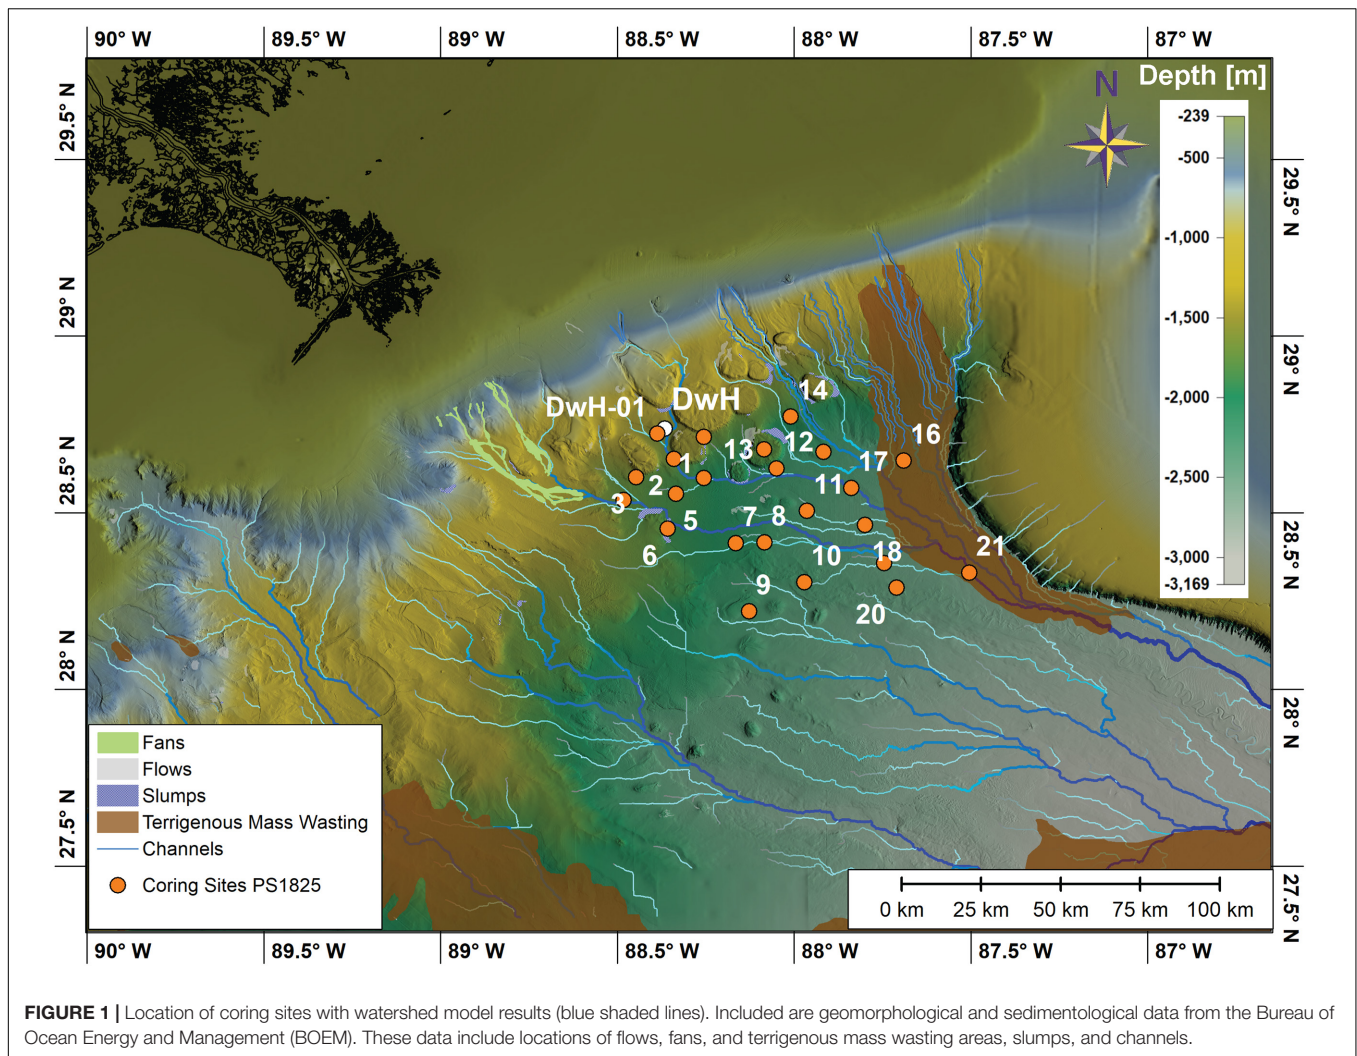 90° W 89.5° W 89° W 88.5° W 88° W 87.5° W 87° W
Depth [m]
N
-239
-500
-1,000
-1,500
-2,000
-2,500
-3,000
-3,169
29.5° N
29° N
28.5° N
28° N
27.5° N
29.5° N
29° N
28.5° N
28° N
27.5° N
DwH-01
DwH
14
16
13
12
17
1
11
2
3
5
7
8
6
10
18
21
9
20
Fans
Flows
Slumps
Terrigenous Mass Wasting
Channels
Coring Sites PS1825
0 km 25 km 50 km 75 km 100 km
90° W 89.5° W 89° W 88.5° W 88° W 87.5° W 87° W
FIGURE 1 | Location of coring sites with watershed model results (blue shaded lines). Included are geomorphological and sedimentological data from the Bureau of
Ocean Energy and Management (BOEM). These data include locations of flows, fans, and terrigenous mass wasting areas, slumps, and channels.